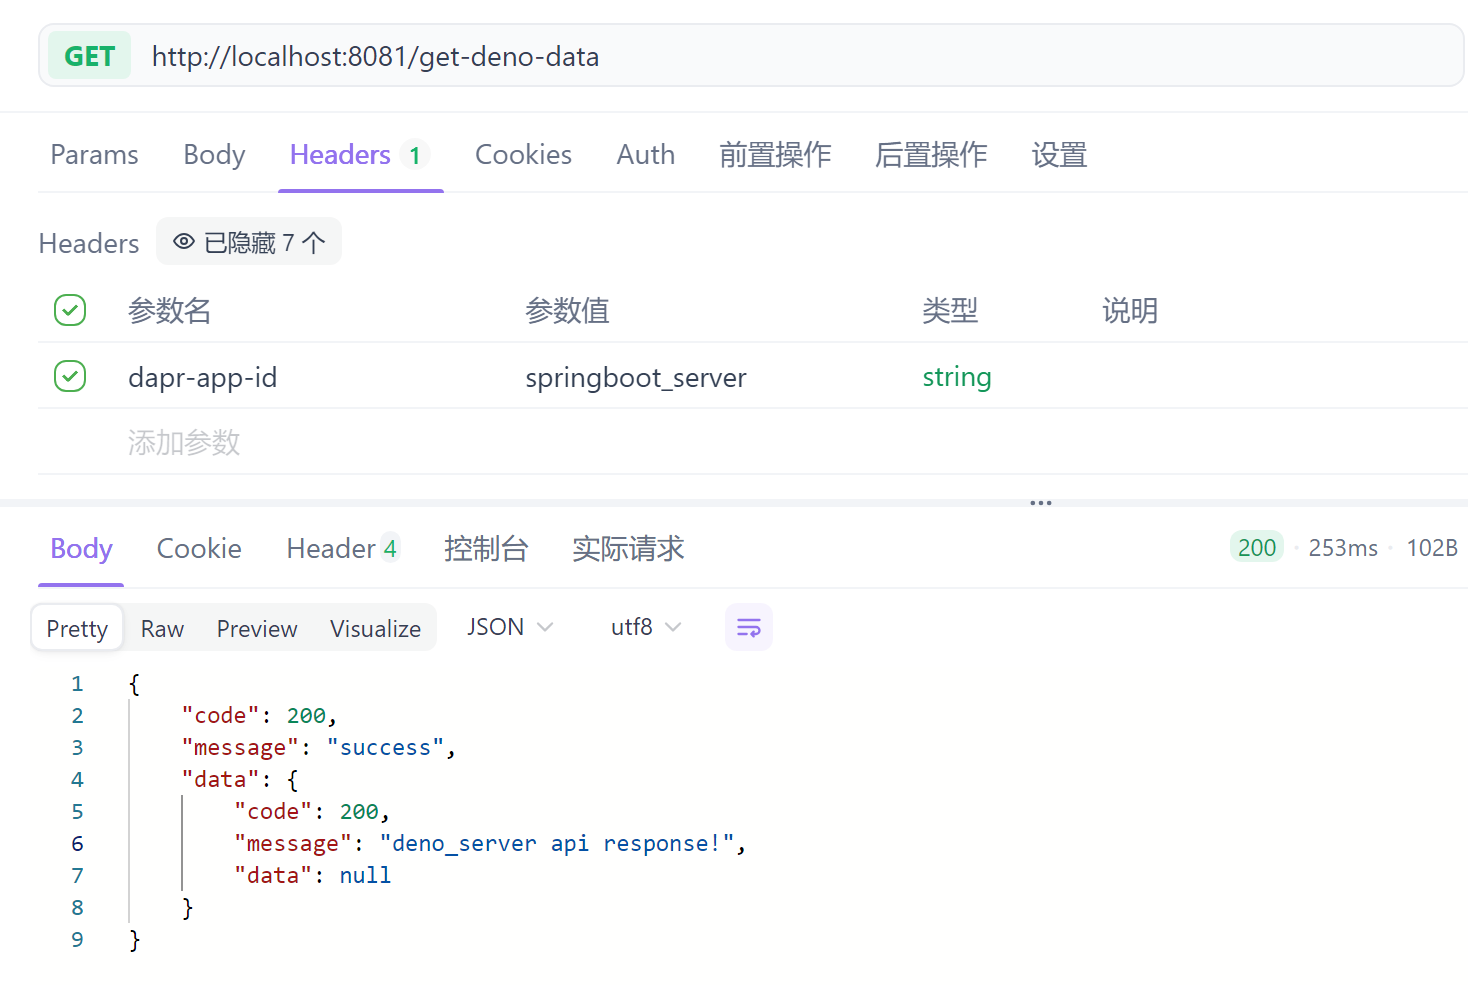 GET http://localhost:8081/get-deno-data
Params Body Headers 1 Cookies Auth 前置操作 后置操作 设置
Headers 已隐藏 7 个
参数名 参数值 类型 说明
dapr-app-id springboot_server string
添加参数
Body Cookie Header 4 控制台 实际请求 200 · 253ms · 102B
Pretty Raw Preview Visualize JSON utf8
1 {
2 "code": 200,
3 "message": "success",
4 "data": {
5 "code": 200,
6 "message": "deno_server api response!",
7 "data": null
8 }
9 }